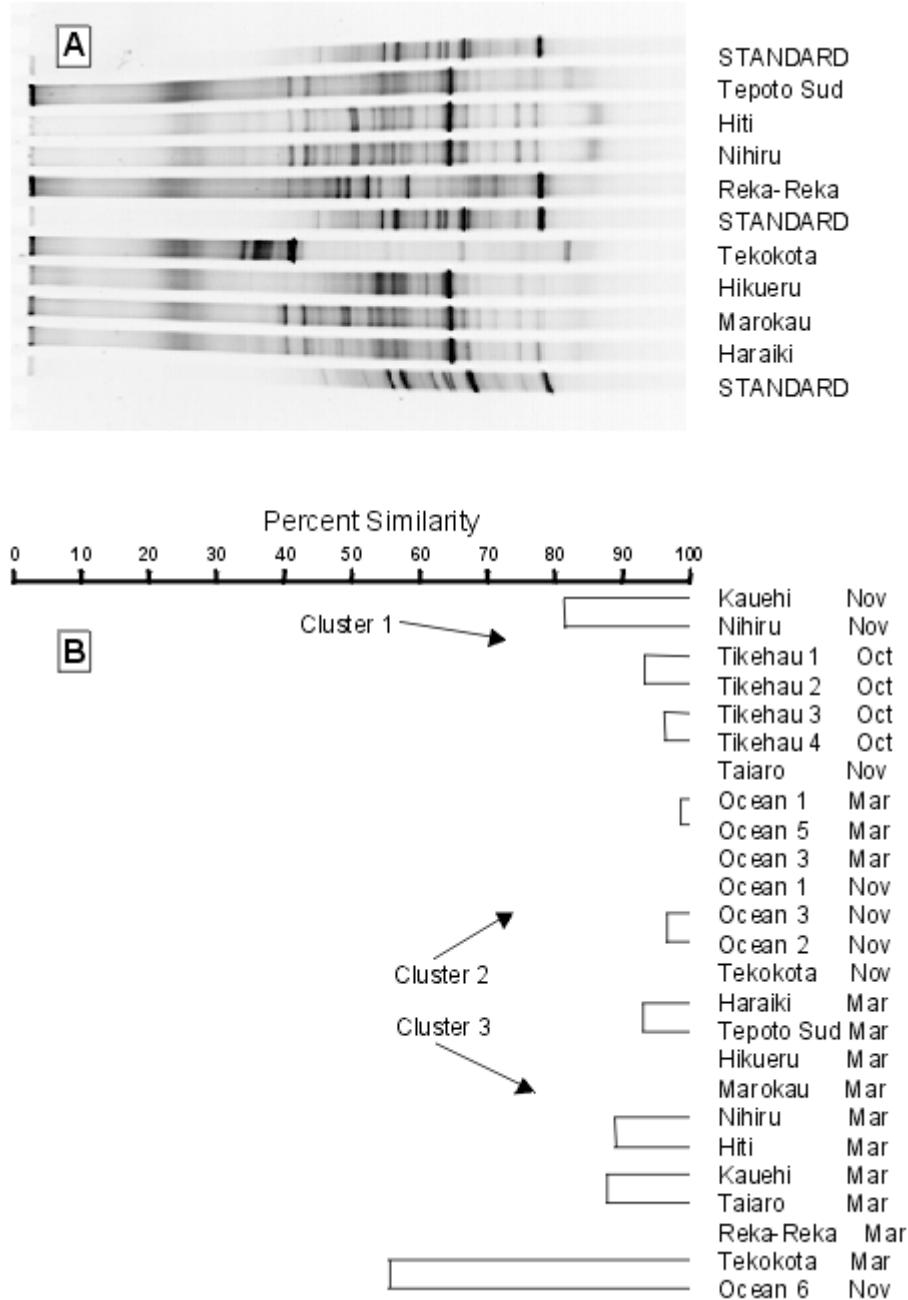 A
STANDARD
Tepoto Sud
Hiti
Nihiru
Reka-Reka
STANDARD
Tekokota
Hikueru
Marokau
Haraiki
STANDARD
Percent Similarity
0 10 20 30 40 50 60 70 80 90 100
B
Cluster 1
Cluster 2
Cluster 3
Kauehi Nov
Nihiru Nov
Tikehau 1 Oct
Tikehau 2 Oct
Tikehau 3 Oct
Tikehau 4 Oct
Taiaro Nov
Ocean 1 Mar
Ocean 5 Mar
Ocean 3 Mar
Ocean 1 Nov
Ocean 3 Nov
Ocean 2 Nov
Tekokota Nov
Haraiki Mar
Tepoto Sud Mar
Hikueru Mar
Marokau Mar
Nihiru Mar
Hiti Mar
Kauehi Mar
Taiaro Mar
Reka-Reka Mar
Tekokota Mar
Ocean 6 Nov